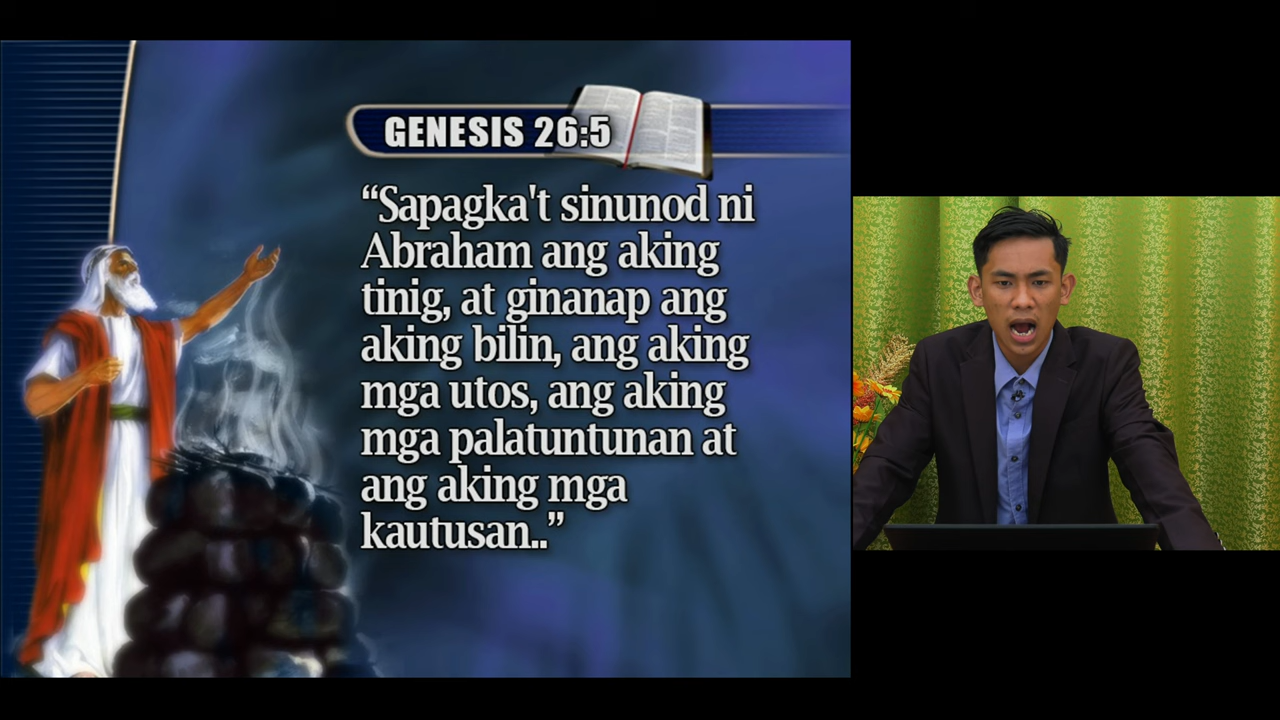 GENESIS 26:5
“Sapagka't sinunod ni
Abraham ang aking
tinig, at ginanap ang
aking bilin, ang aking
mga utos, ang aking
mga palatuntunan at
ang aking mga
kautusan..”